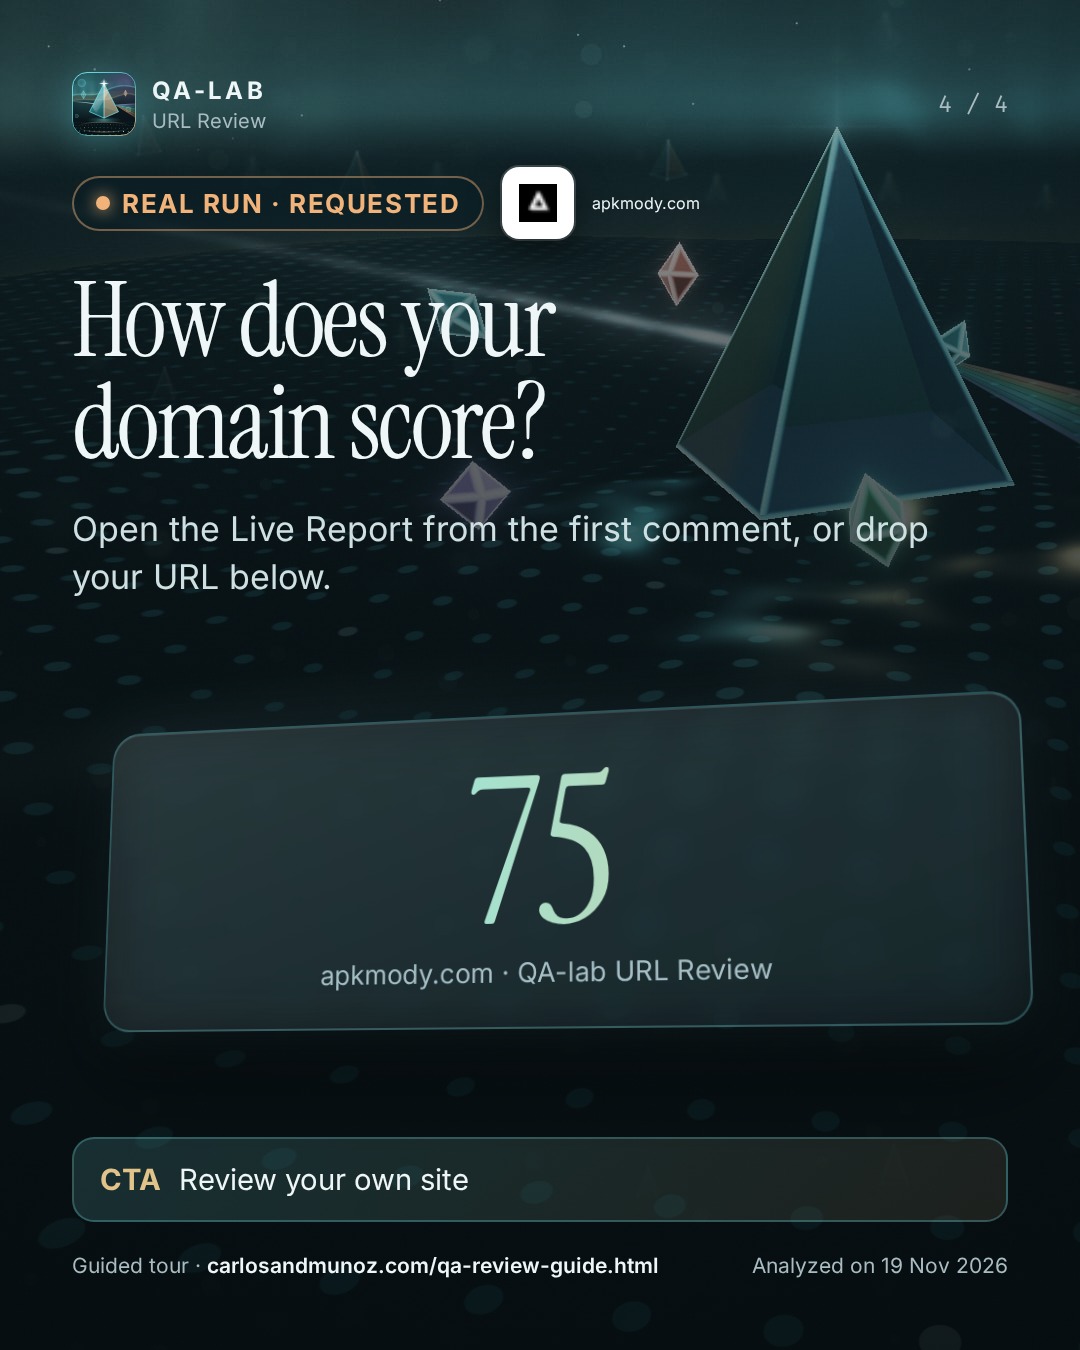 QA-LAB
URL Review
4 / 4
REAL RUN · REQUESTED
apkmody.com
How does your
domain score?
Open the Live Report from the first comment, or drop
your URL below.
75
apkmody.com · QA-lab URL Review
CTA Review your own site
Guided tour · carlosandmunoz.com/qa-review-guide.html
Analyzed on 19 Nov 2026